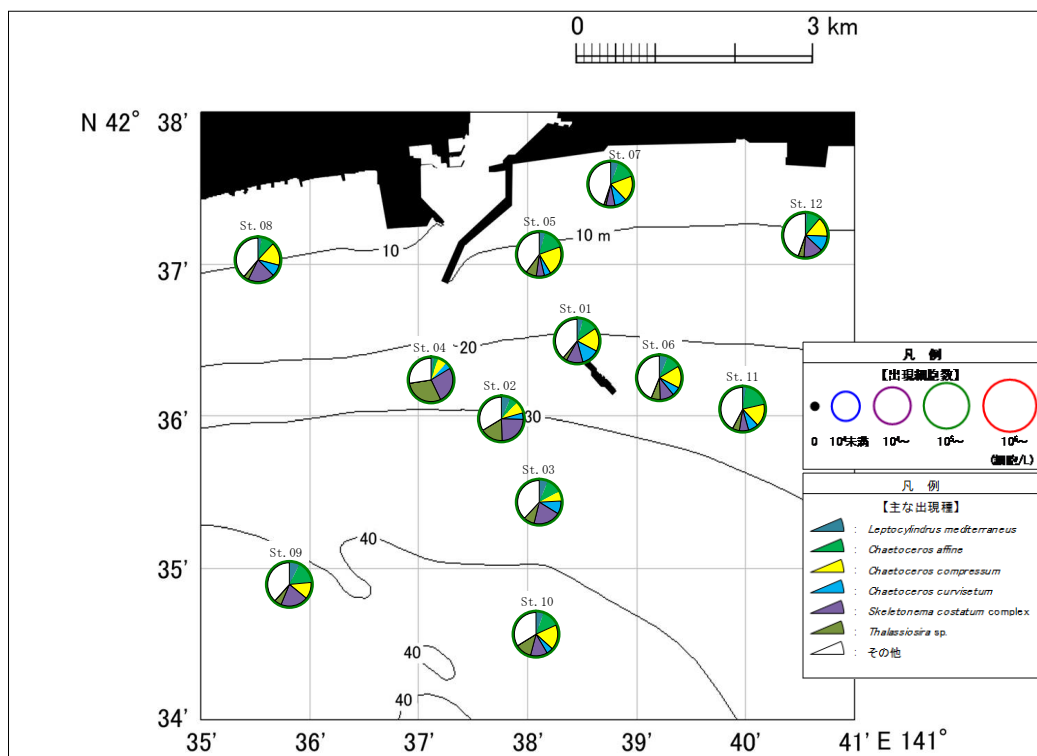 0 3 km
N 42° 38'
St.07
St.12
St.08
St.05
10 m
10
37'
St.01
20
St.04
St.06
St.02
St.11
36'
30
St.03
40
St.09
35'
St.10
40
40
34'
35' 36' 37' 38' 39' 40' 41' E 141°
凡 例
【出現細胞数】
0 10⁴未満 10⁴～ 10⁵～ 10⁶～
(細胞/L)
凡 例
【主な出現種】
: Leptocylindrus mediterraneus
: Chaetoceros affine
: Chaetoceros compressum
: Chaetoceros curvisetum
: Skeletonema costatum complex
: Thalassiosira sp.
: その他